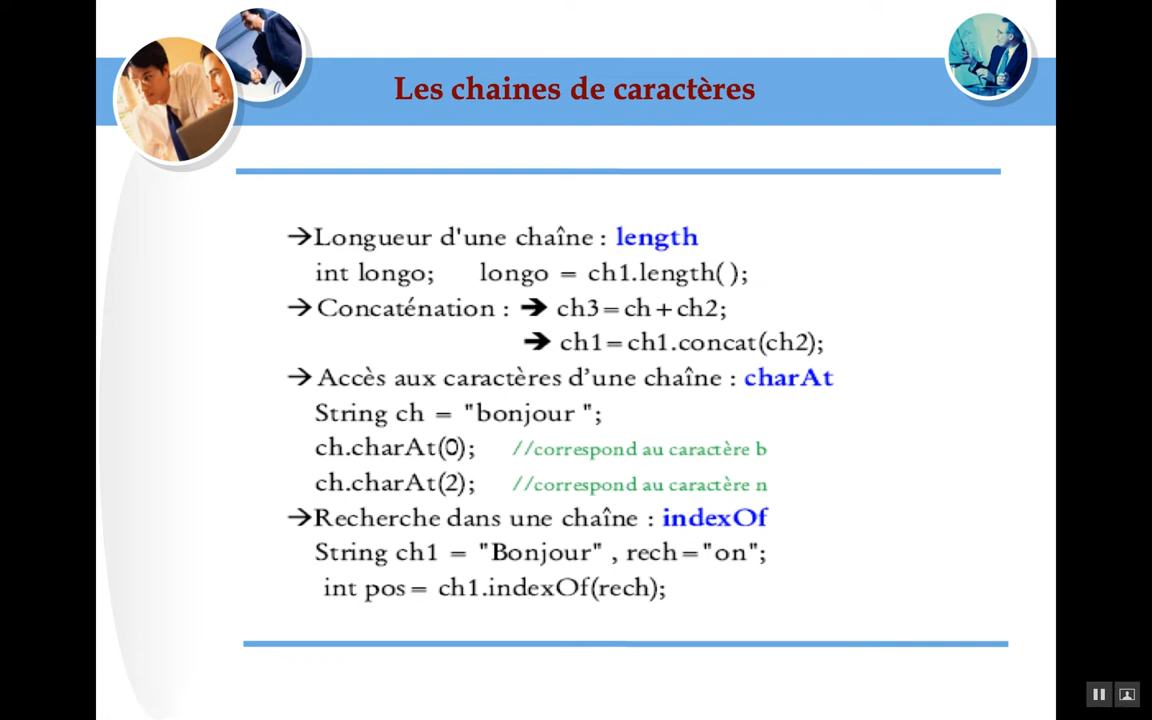 Les chaines de caractères
→Longueur d'une chaîne : length
int longo; longo = ch1.length( );
→ Concaténation : ➔ ch3=ch+ch2;
➔ ch1=ch1.concat(ch2);
→ Accès aux caractères d’une chaîne : charAt
String ch = "bonjour ";
ch.charAt(0); //correspond au caractère b
ch.charAt(2); //correspond au caractère n
→Recherche dans une chaîne : indexOf
String ch1 = "Bonjour" , rech="on";
int pos= ch1.indexOf(rech);